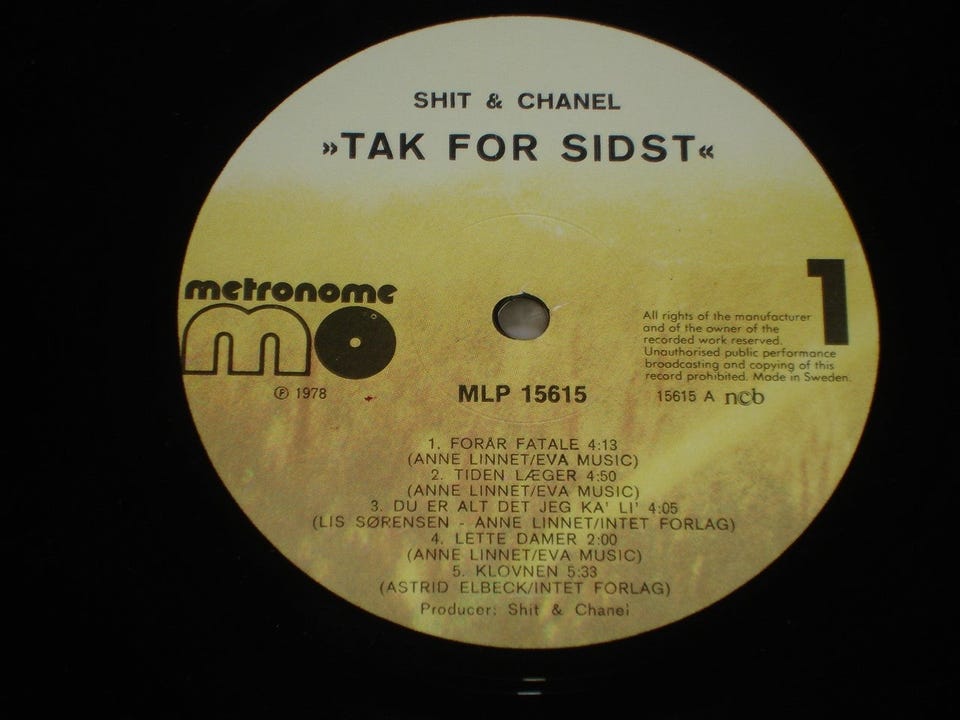 SHIT & CHANEL
»TAK FOR SIDST«
metronome
mo
℗ 1978
1
All rights of the manufacturer
and of the owner of the
recorded work reserved.
Unauthorised public performance
broadcasting and copying of this
record prohibited. Made in Sweden.
MLP 15615
15615 A ncb
1. FORÅR FATALE 4:13
(ANNE LINNET/EVA MUSIC)
2. TIDEN LÆGER 4:50
(ANNE LINNET/EVA MUSIC)
3. DU ER ALT DET JEG KA' LI' 4:05
(LIS SØRENSEN - ANNE LINNET/INTET FORLAG)
4. LETTE DAMER 2:00
(ANNE LINNET/EVA MUSIC)
5. KLOVNEN 5:33
(ASTRID ELBECK/INTET FORLAG)
Producer: Shit & Chanel